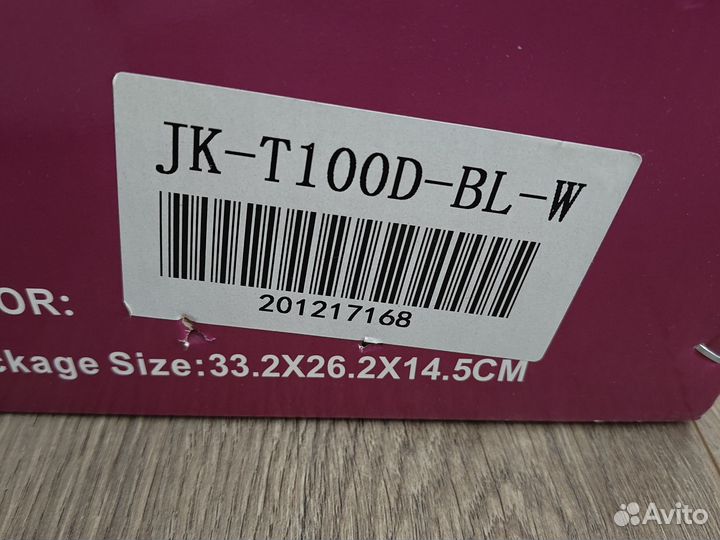 JK-T100D-BL-W
201217168
OR:
ckage Size:33.2X26.2X14.5CM
Avito